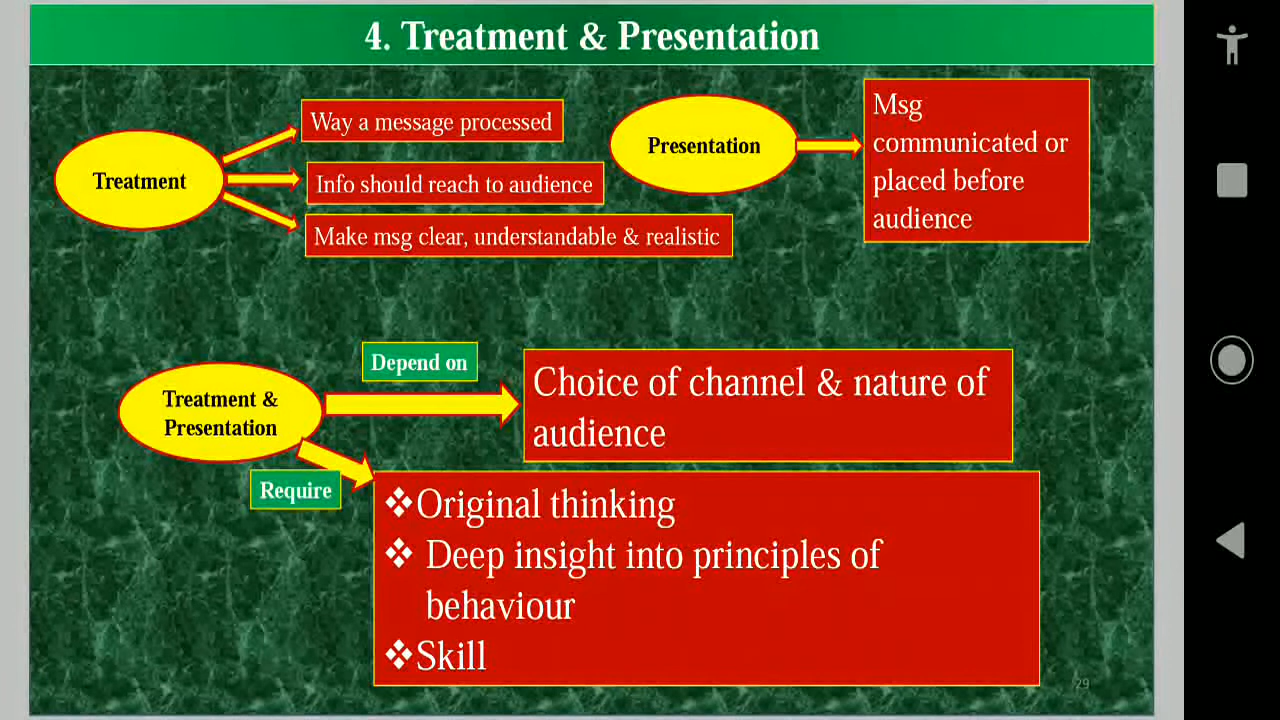 4. Treatment & Presentation
Treatment
Way a message processed
Info should reach to audience
Make msg clear, understandable & realistic
Presentation
Msg
communicated or
placed before
audience
Treatment &
Presentation
Depend on
Choice of channel & nature of
audience
Require
❖Original thinking
❖ Deep insight into principles of
behaviour
❖Skill
29